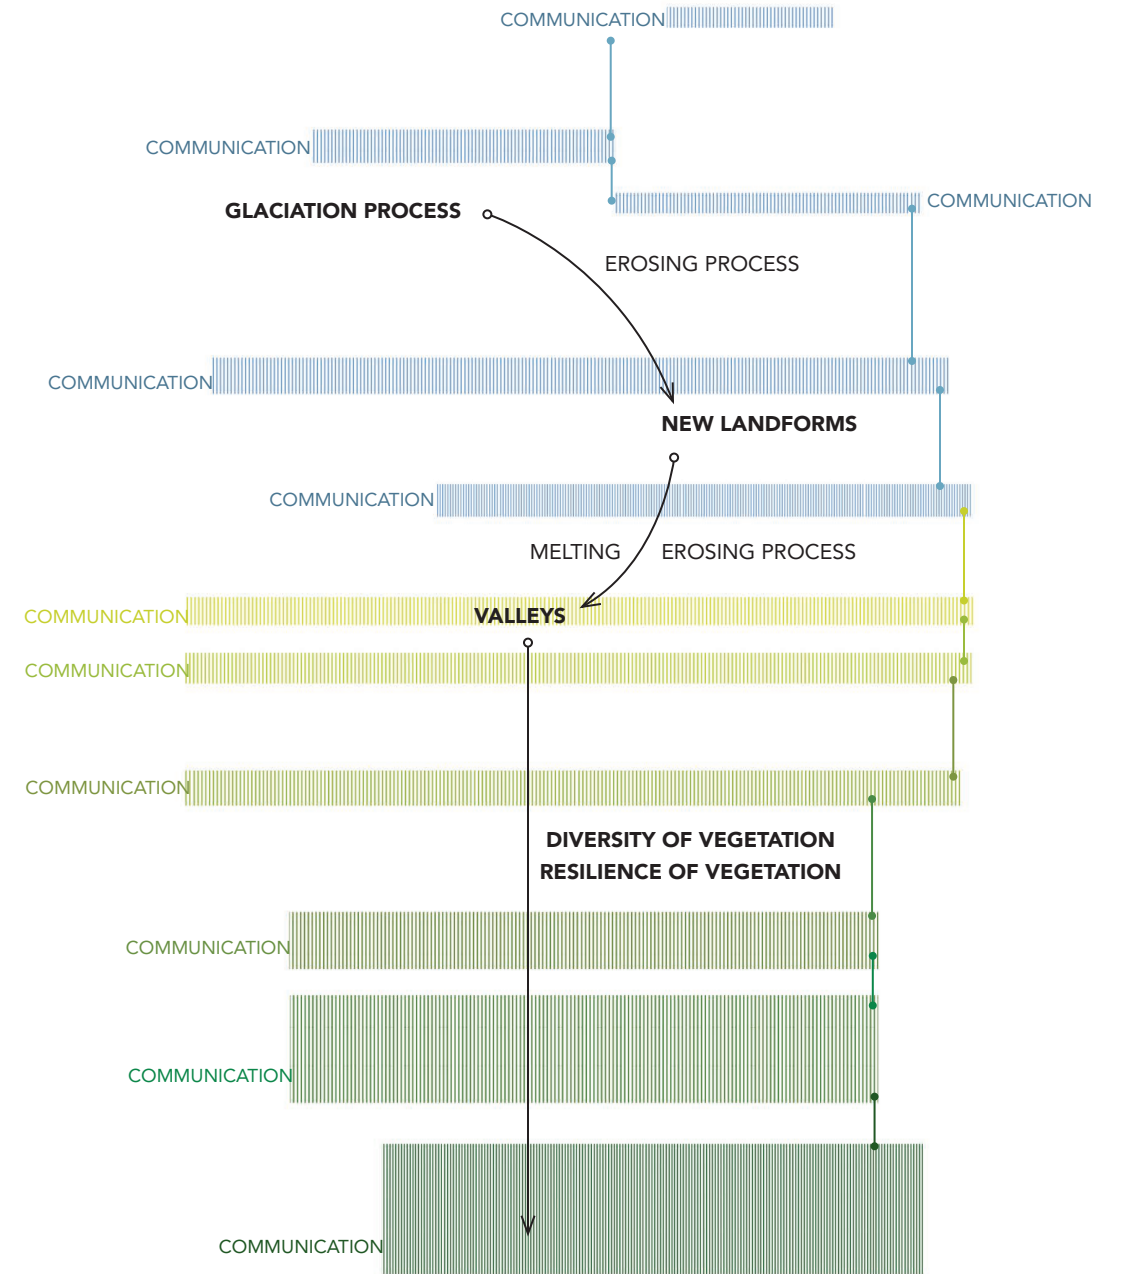 COMMUNICATION
COMMUNICATION
COMMUNICATION
GLACIATION PROCESS
EROSING PROCESS
COMMUNICATION
NEW LANDFORMS
COMMUNICATION
MELTING
EROSING PROCESS
COMMUNICATION
VALLEYS
COMMUNICATION
COMMUNICATION
DIVERSITY OF VEGETATION
RESILIENCE OF VEGETATION
COMMUNICATION
COMMUNICATION
COMMUNICATION